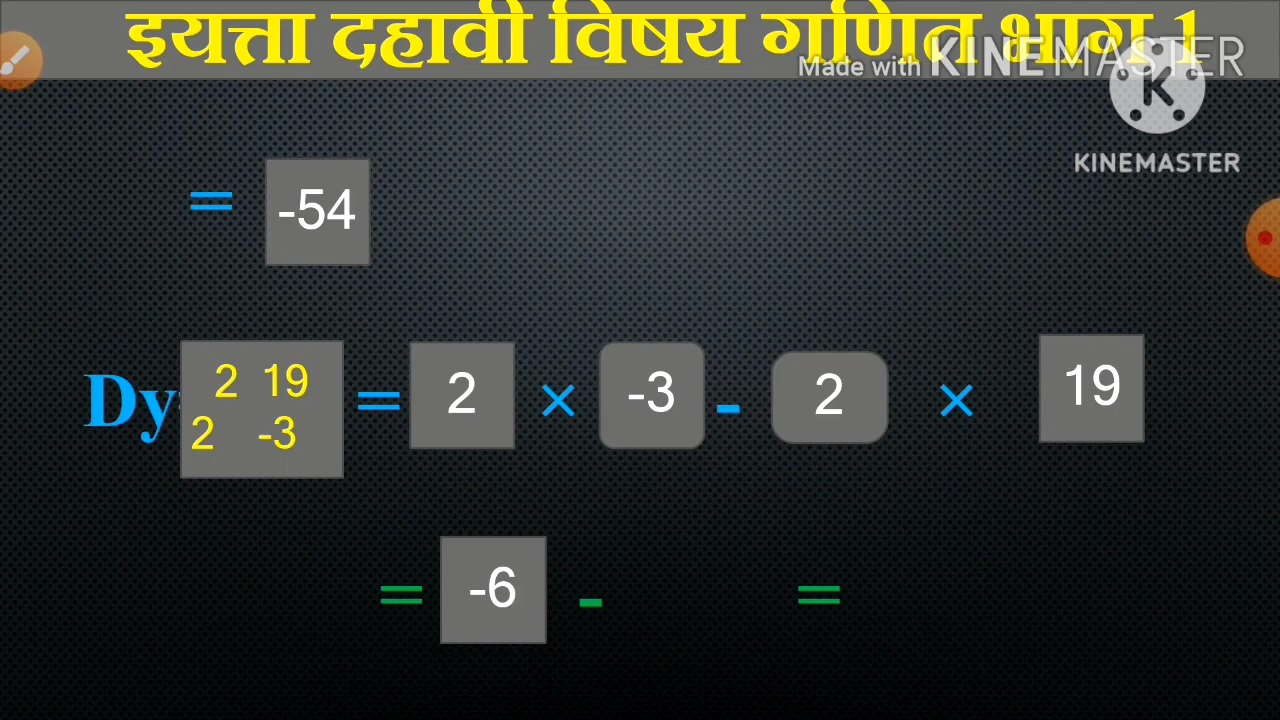 इयत्ता दहावी विषय गणित भाग 1
Made with KINEMASTER
KINEMASTER
= -54
Dy 2 19 = 2 × -3 - 2 × 19
2 -3
= -6 - =